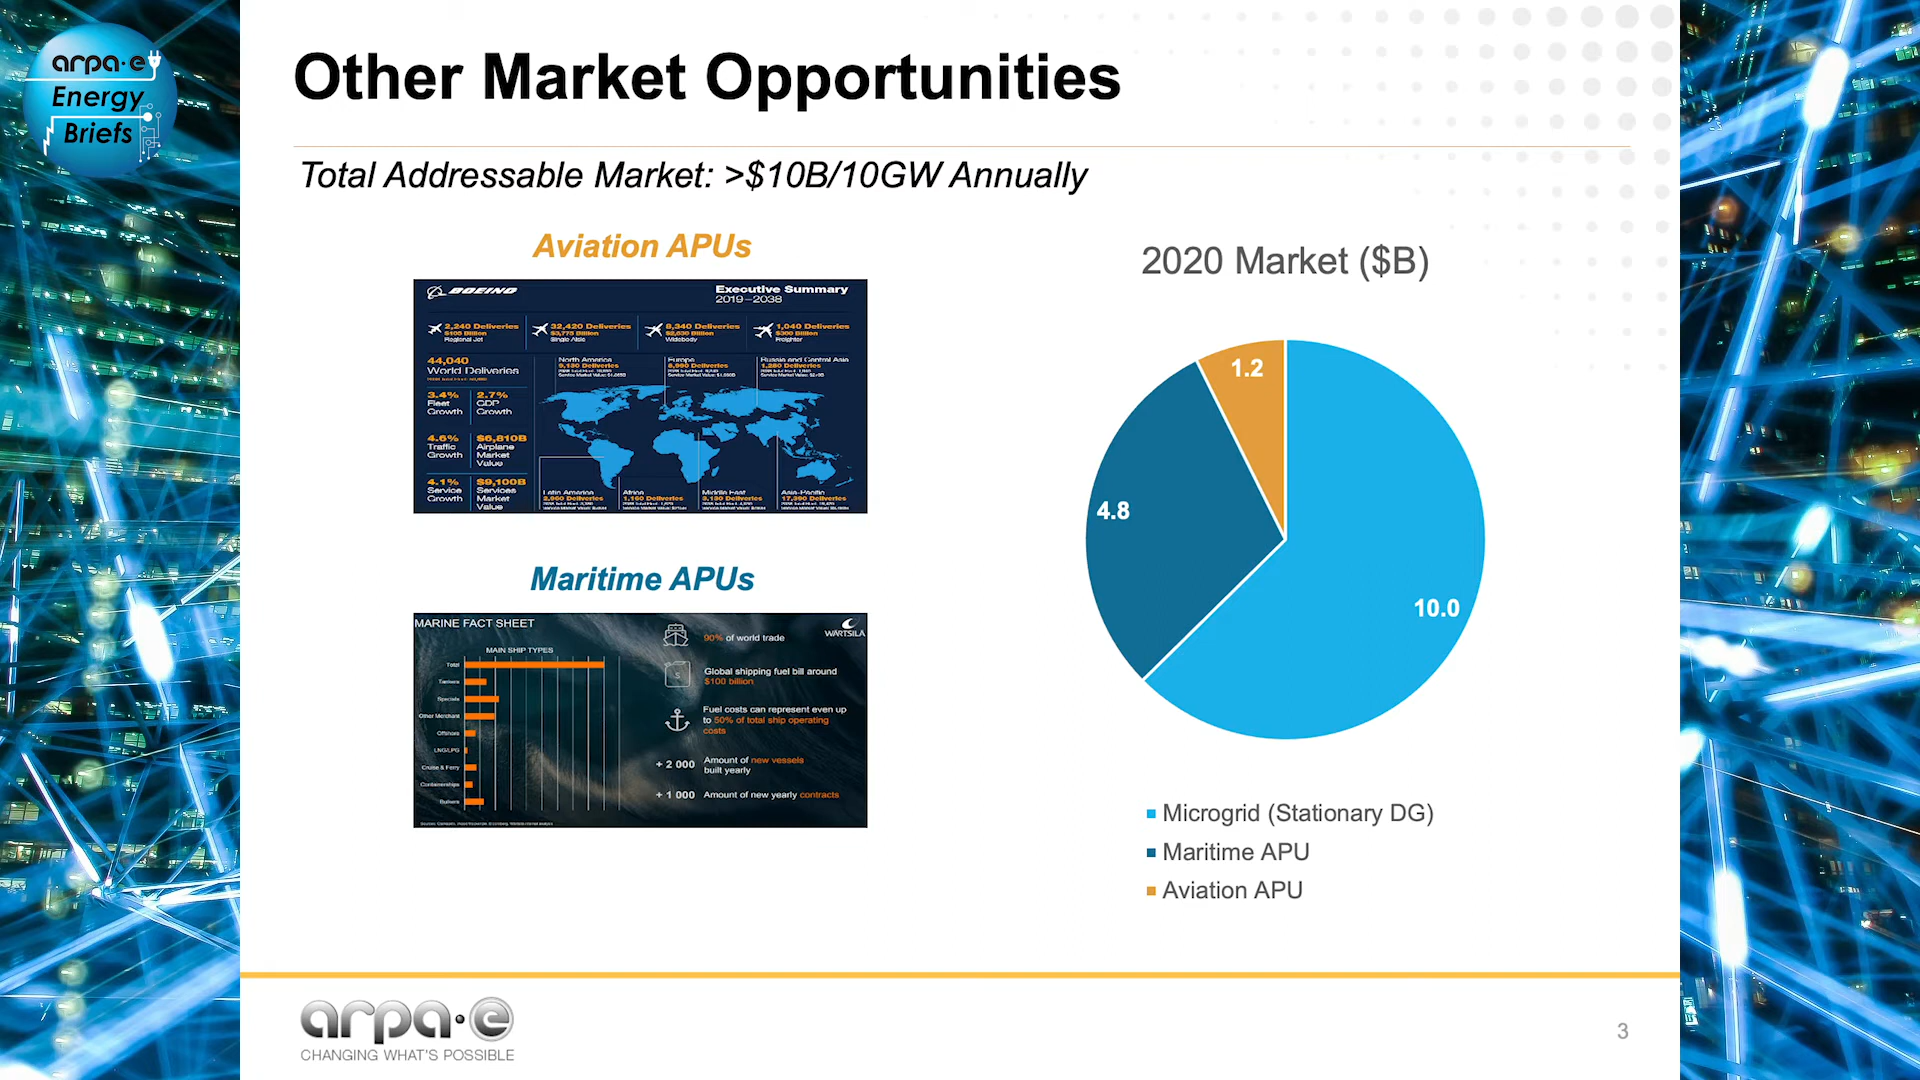 arpa·e
Energy
Briefs
Other Market Opportunities
Total Addressable Market: >$10B/10GW Annually
Aviation APUs
BOEING
Executive Summary
2019–2038
2,240 Deliveries
$105 Billion
Regional Jet
32,420 Deliveries
$3,775 Billion
Single Aisle
8,340 Deliveries
$2,630 Billion
Widebody
1,040 Deliveries
$300 Billion
Freighter
44,040
World Deliveries
3.4%
Fleet
Growth
2.7%
GDP
Growth
4.6%
Traffic
Growth
$6,810B
Airplane
Market
Value
4.1%
Service
Growth
$9,100B
Services
Market
Value
North America
9,130 Deliveries
Europe
8,990 Deliveries
Russia and Central Asia
1,280 Deliveries
Latin America
2,960 Deliveries
Africa
1,160 Deliveries
Middle East
3,130 Deliveries
Asia-Pacific
17,390 Deliveries
Maritime APUs
MARINE FACT SHEET
WÄRTSILÄ
MAIN SHIP TYPES
Total
Tankers
Specials
Other Merchant
Offshore
LNG/LPG
Cruise & Ferry
Containerships
Bulkers
90% of world trade
Global shipping fuel bill around
$100 billion
Fuel costs can represent even up
to 50% of total ship operating
costs
+ 2 000 Amount of new vessels
built yearly
+ 1 000 Amount of new yearly contracts
2020 Market ($B)
1.2
4.8
10.0
Microgrid (Stationary DG)
Maritime APU
Aviation APU
arpa·e
CHANGING WHAT'S POSSIBLE
3